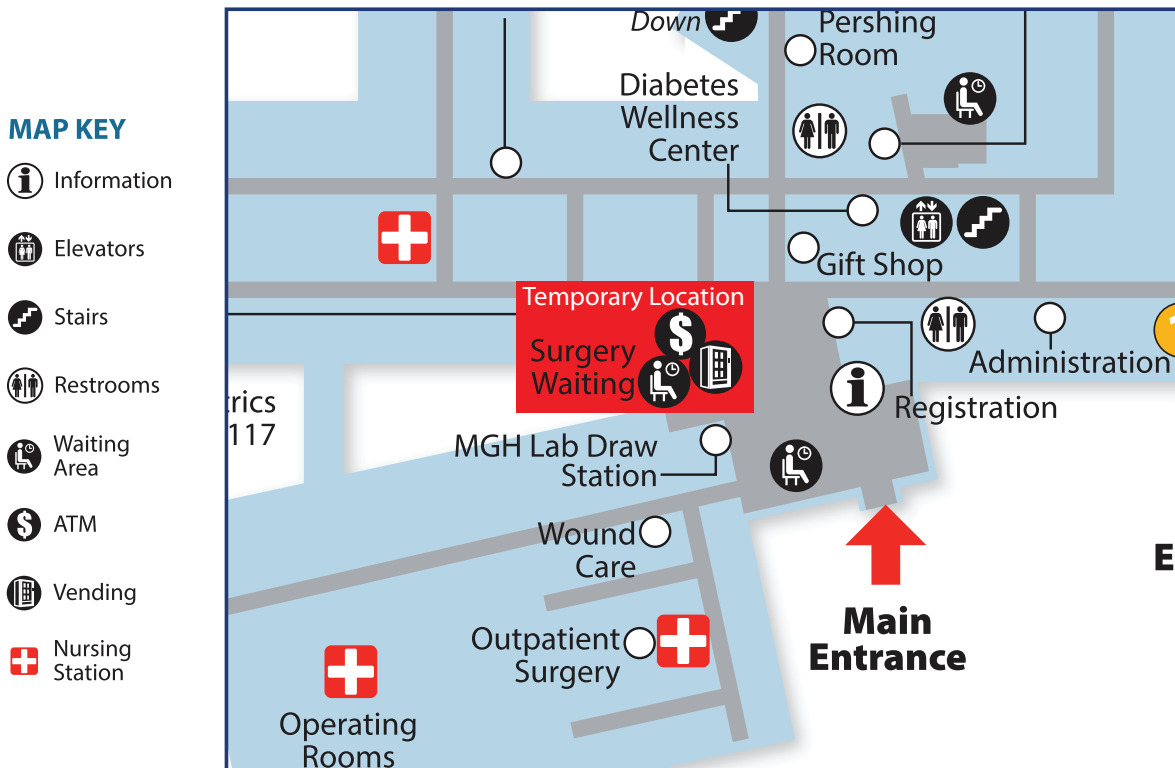 MAP KEY
Information
Elevators
Stairs
Restrooms
Waiting
Area
ATM
Vending
Nursing
Station
Down
Pershing
Room
Diabetes
Wellness
Center
Gift Shop
Temporary Location
Surgery
Waiting
Administration
Registration
trics
117
MGH Lab Draw
Station
Wound
Care
Outpatient
Surgery
Operating
Rooms
Main
Entrance
E